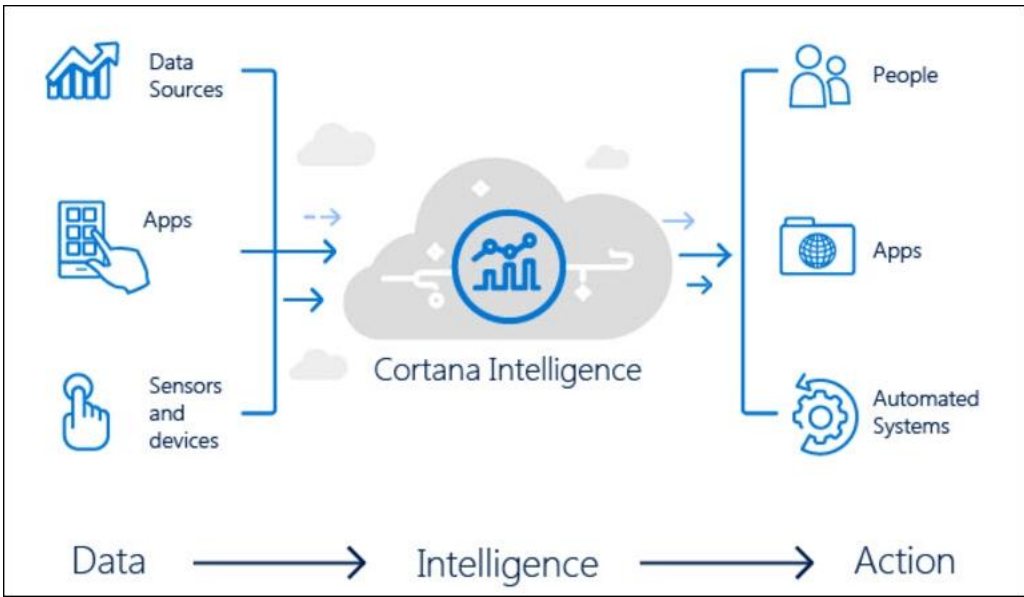 Data
Sources
Apps
Sensors
and
devices
Cortana Intelligence
People
Apps
Automated
Systems
Data
Intelligence
Action